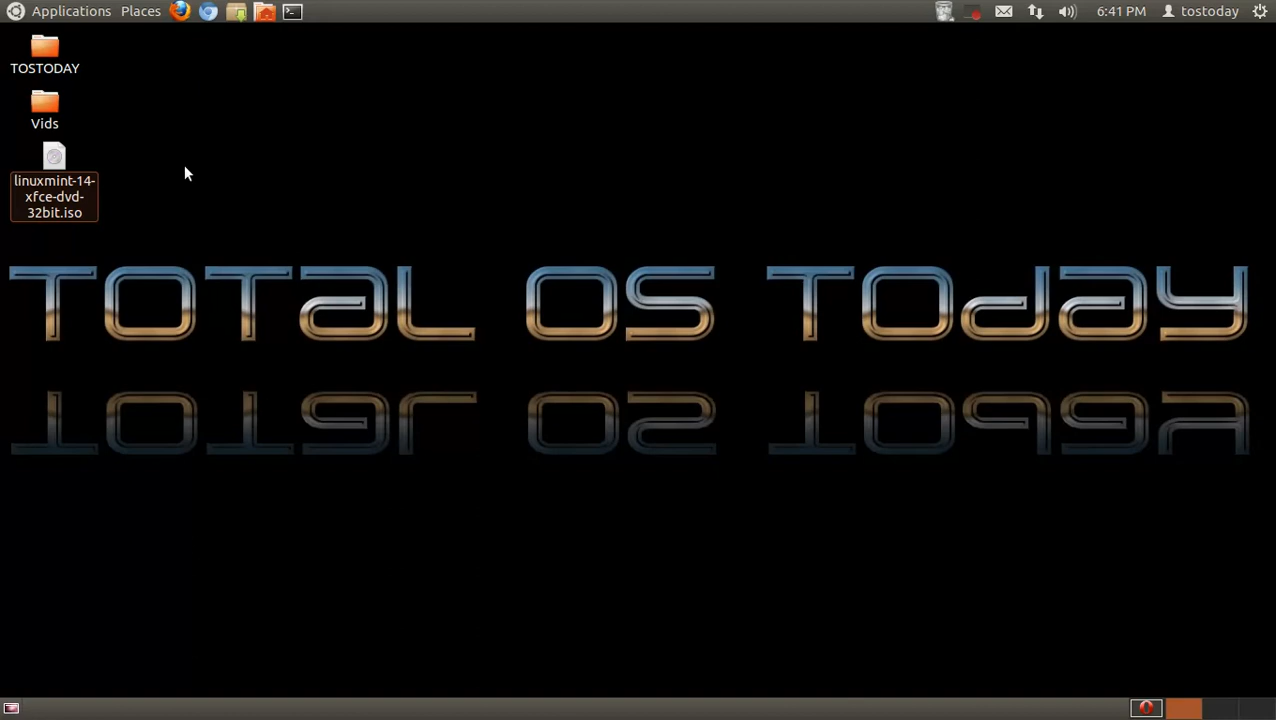 Applications Places 6:41 PM tostoday
TOSTODAY
Vids
linuxmint-14-
xfce-dvd-
32bit.iso
TOTaL OS TOday